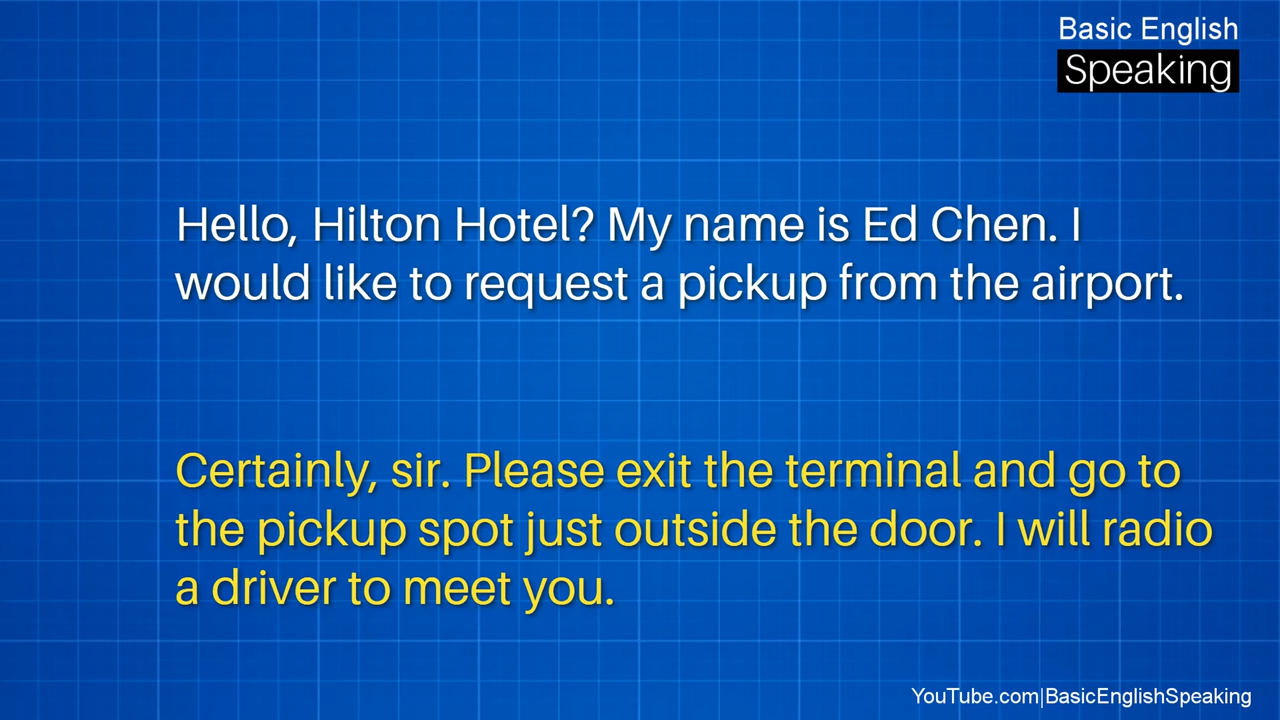 Basic English
Speaking
Hello, Hilton Hotel? My name is Ed Chen. I
would like to request a pickup from the airport.
Certainly, sir. Please exit the terminal and go to
the pickup spot just outside the door. I will radio
a driver to meet you.
YouTube.com|BasicEnglishSpeaking